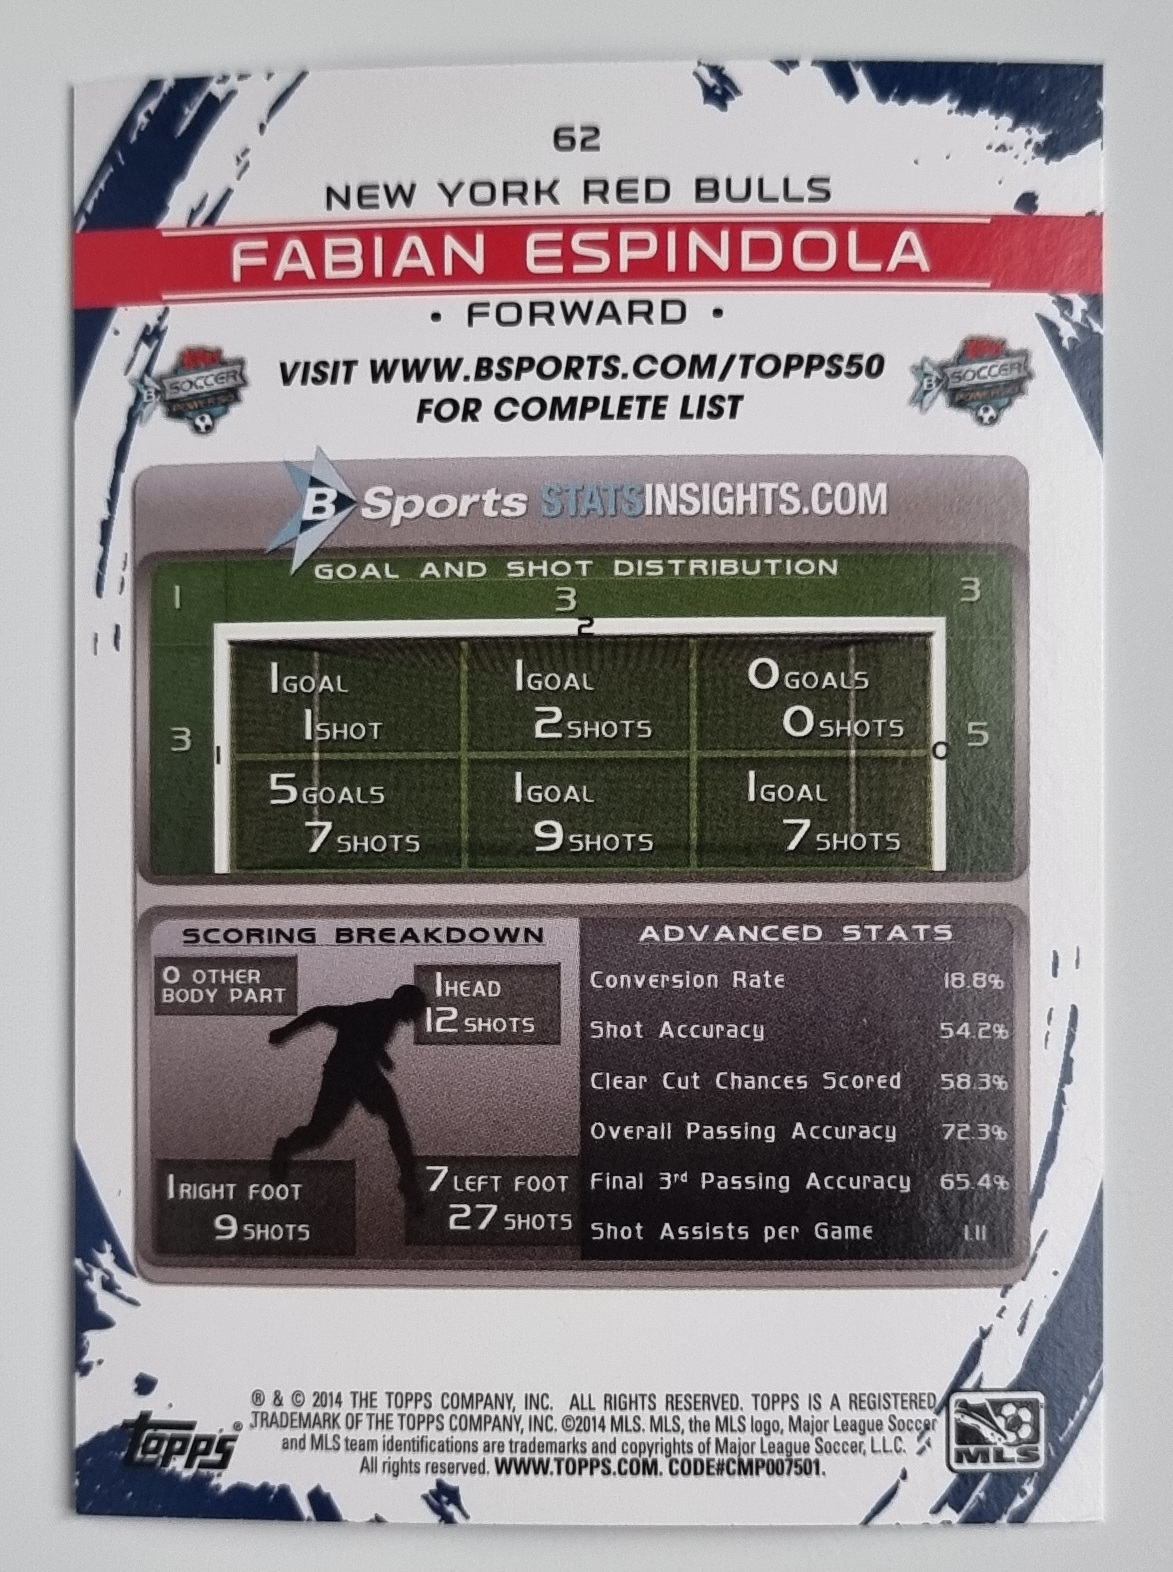 62
NEW YORK RED BULLS
FABIAN ESPINDOLA
• FORWARD •
VISIT WWW.BSPORTS.COM/TOPPS50
FOR COMPLETE LIST
SOCCER
B SOCCER
B Sports STATSINSIGHTS.COM
GOAL AND SHOT DISTRIBUTION
1 3 3
2
1 GOAL 1 GOAL 0 GOALS
1 SHOT 2 SHOTS 0 SHOTS
3 1 0 5
5 GOALS 1 GOAL 1 GOAL
7 SHOTS 9 SHOTS 7 SHOTS
SCORING BREAKDOWN
0 OTHER
BODY PART
1 HEAD
12 SHOTS
1 RIGHT FOOT
9 SHOTS
7 LEFT FOOT
27 SHOTS
ADVANCED STATS
Conversion Rate 18.8%
Shot Accuracy 54.2%
Clear Cut Chances Scored 58.3%
Overall Passing Accuracy 72.3%
Final 3rd Passing Accuracy 65.4%
Shot Assists per Game 1.11
® & © 2014 THE TOPPS COMPANY, INC. ALL RIGHTS RESERVED. TOPPS IS A REGISTERED
TRADEMARK OF THE TOPPS COMPANY, INC. ©2014 MLS. MLS, the MLS logo, Major League Soccer
and MLS team identifications are trademarks and copyrights of Major League Soccer, L.L.C.
All rights reserved. WWW.TOPPS.COM. CODE#CMP007501.
topps®
MLS